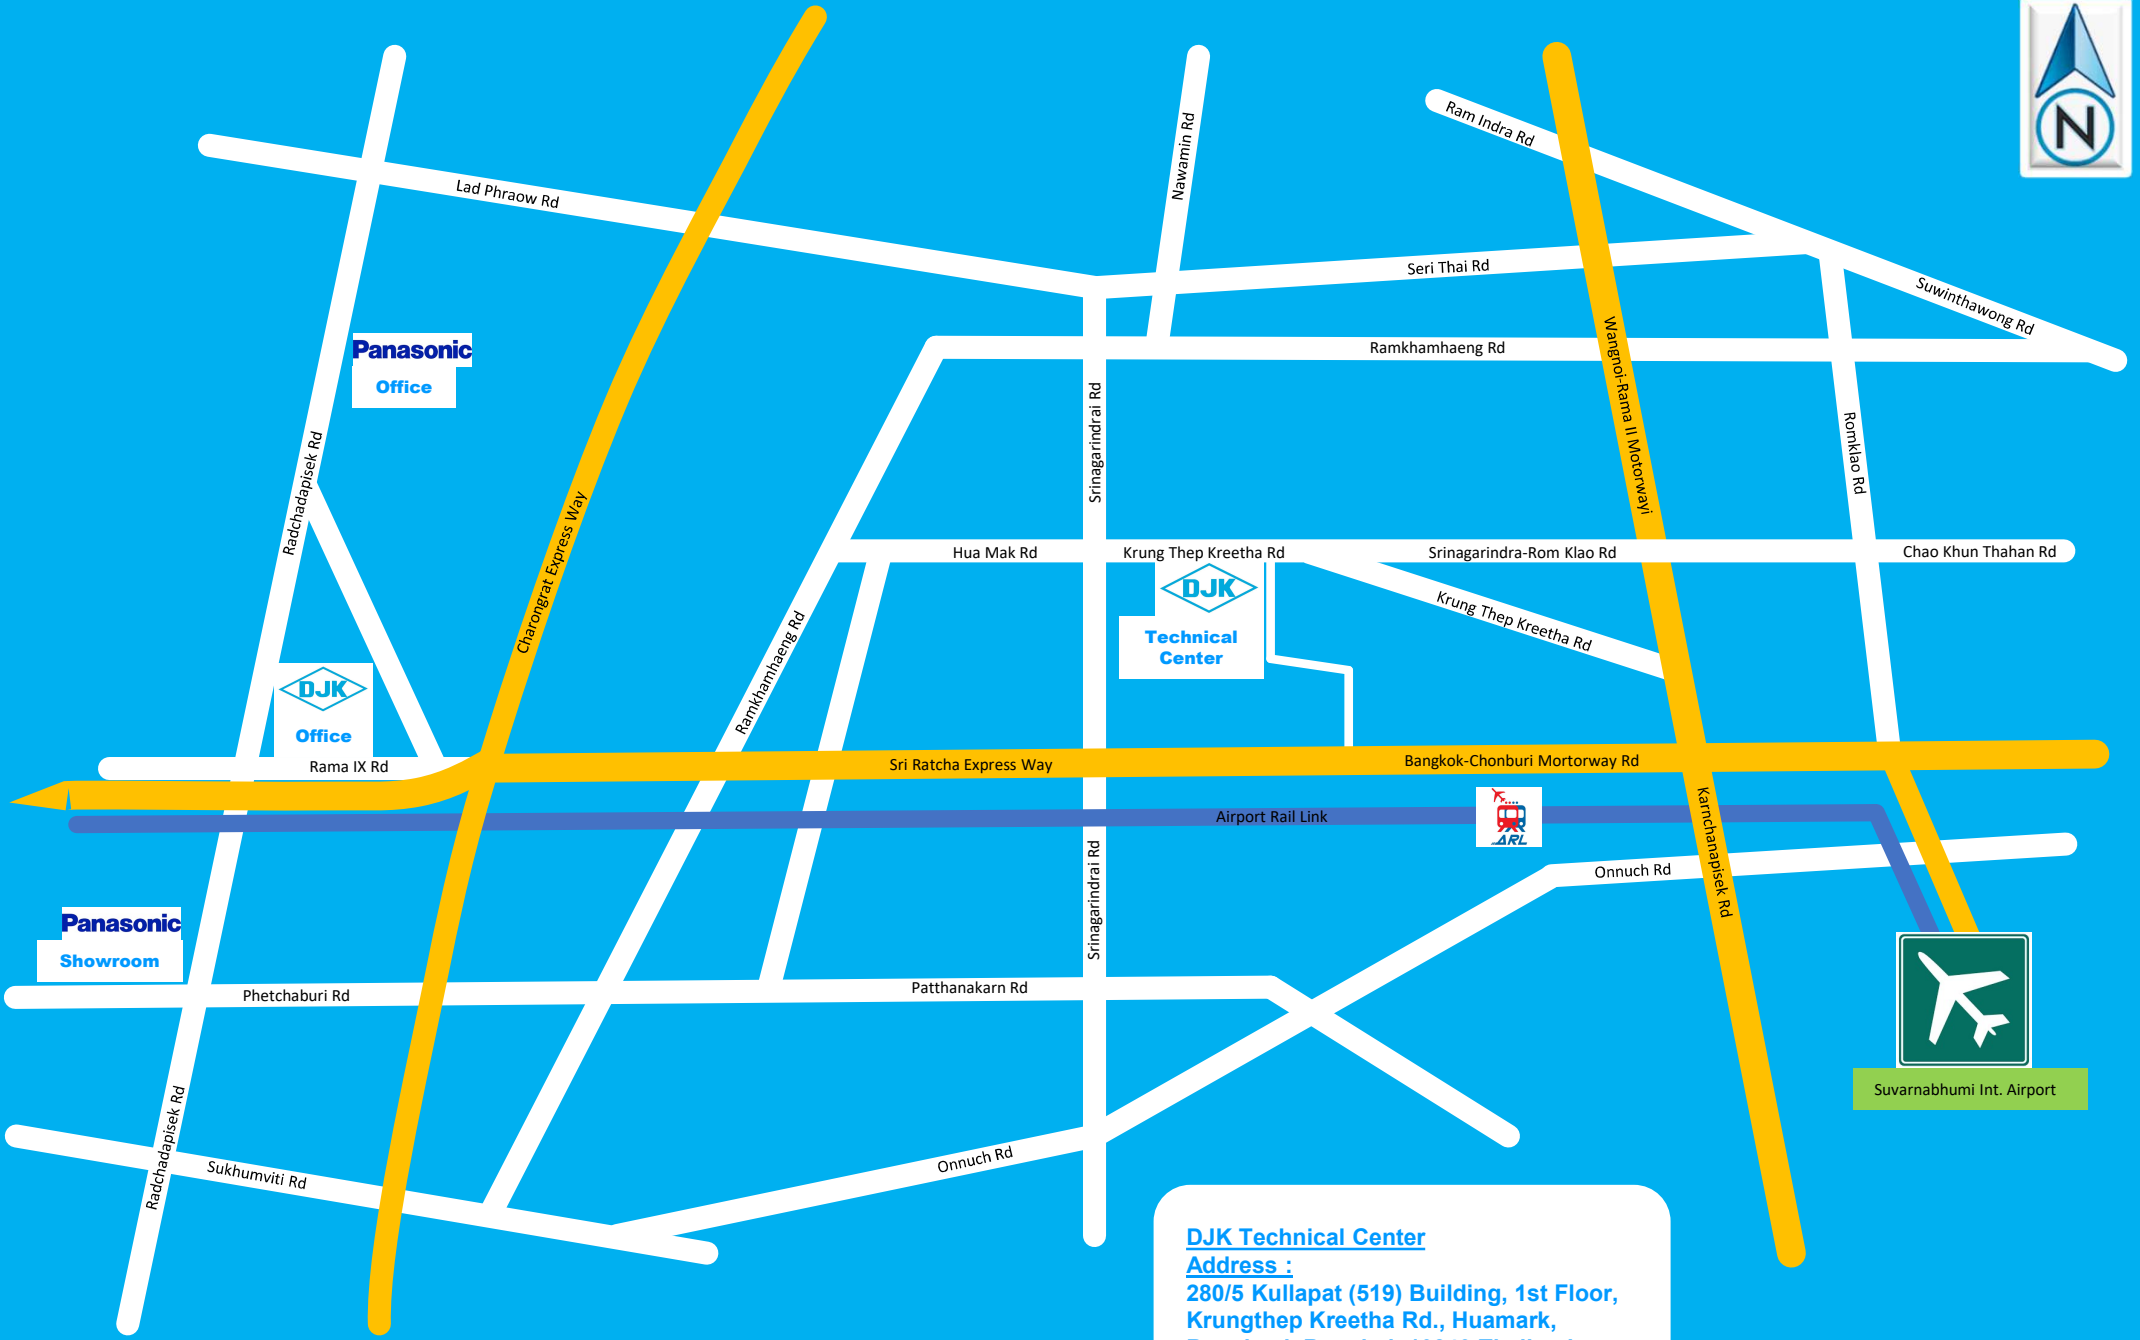 N
Ram Indra Rd
Nawamin Rd
Lad Phraow Rd
Seri Thai Rd
Suwinthawong Rd
Panasonic
Office
Ramkhamhaeng Rd
Wangnoi-Rama II Motorwayi
Srinagarindrai Rd
Romklao Rd
Radchadapisek Rd
Charongrat Express Way
Hua Mak Rd
Krung Thep Kreetha Rd
Srinagarindra-Rom Klao Rd
Chao Khun Thahan Rd
DJK
Technical
Center
Krung Thep Kreetha Rd
Ramkhamhaeng Rd
DJK
Office
Rama IX Rd
Sri Ratcha Express Way
Bangkok-Chonburi Mortorway Rd
Airport Rail Link
ARL
Karnchanapisek Rd
Srinagarindrai Rd
Onnuch Rd
Panasonic
Showroom
Phetchaburi Rd
Patthanakarn Rd
Suvarnabhumi Int. Airport
Radchadapisek Rd
Sukhumviti Rd
Onnuch Rd
DJK Technical Center
Address :
280/5 Kullapat (519) Building, 1st Floor,
Krungthep Kreetha Rd., Huamark,